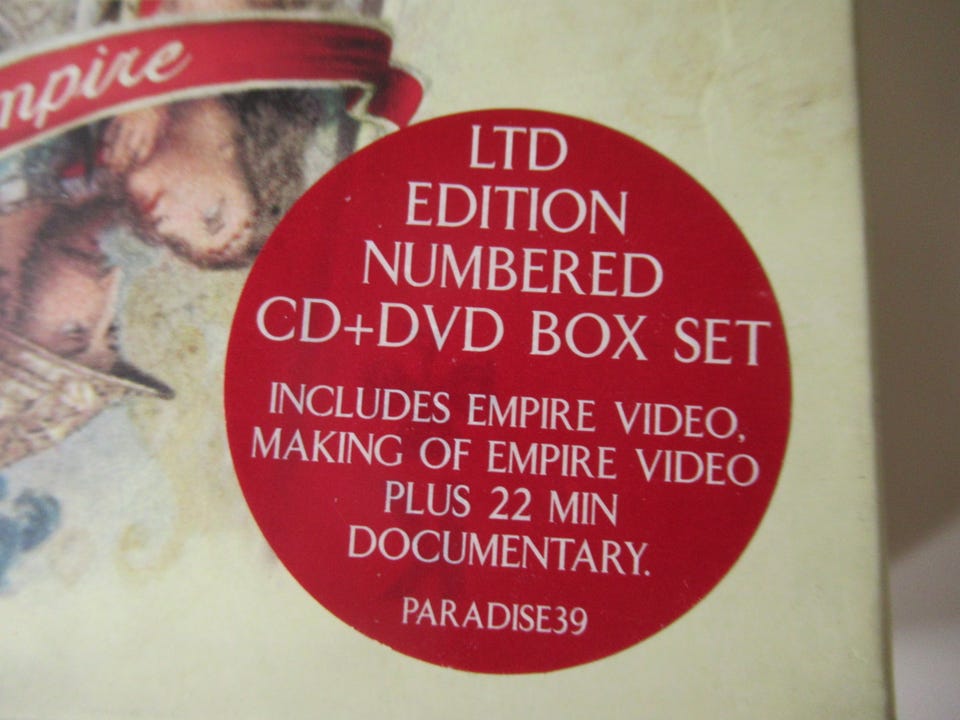 mpire
LTD
EDITION
NUMBERED
CD+DVD BOX SET
INCLUDES EMPIRE VIDEO,
MAKING OF EMPIRE VIDEO
PLUS 22 MIN
DOCUMENTARY.
PARADISE39